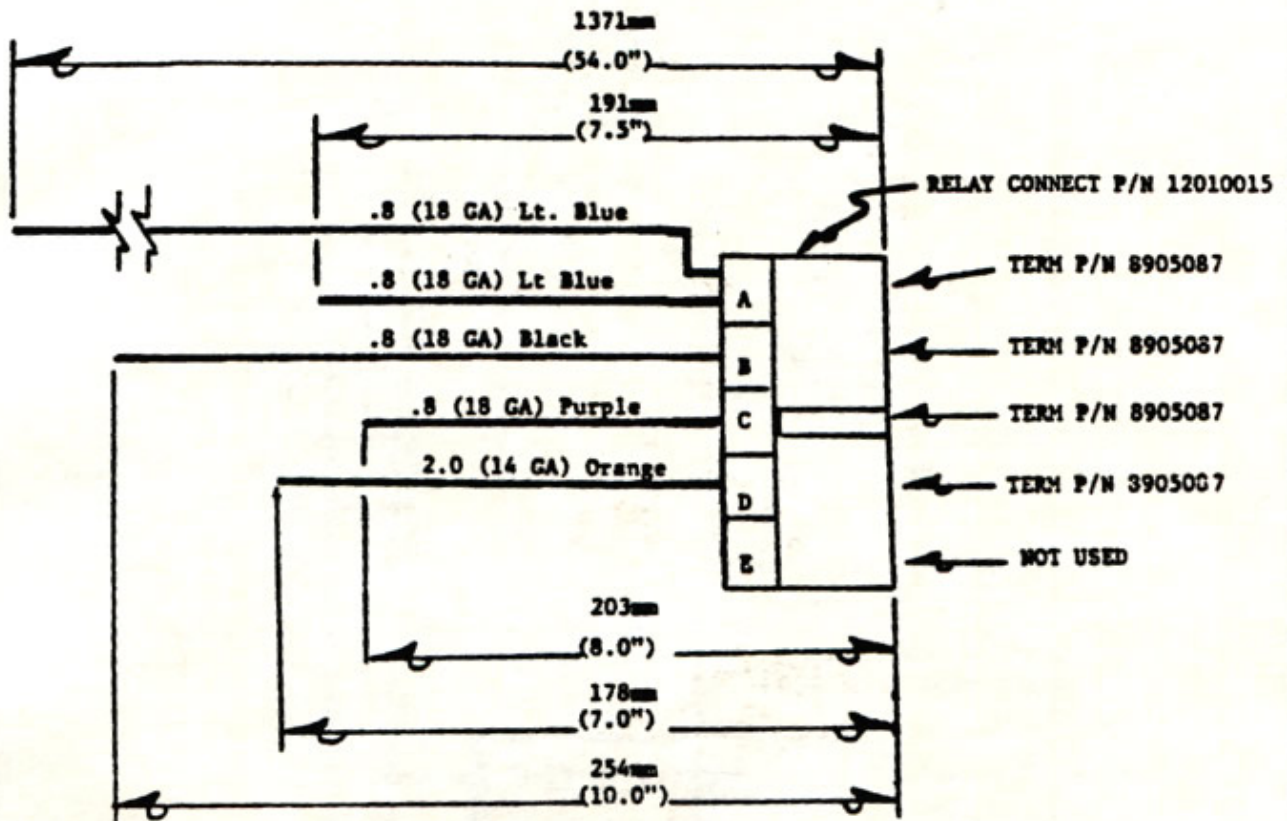 1371mm
(54.0")
191mm
(7.5")
RELAY CONNECT P/N 12010015
.8 (18 GA) Lt. Blue
TERM P/N 8905087
.8 (18 GA) Lt Blue
A
.8 (18 GA) Black
TERM P/N 8905087
B
.8 (18 GA) Purple
C
TERM P/N 8905087
2.0 (14 GA) Orange
D
TERM P/N 3905087
E
NOT USED
203mm
(8.0")
178mm
(7.0")
254mm
(10.0")